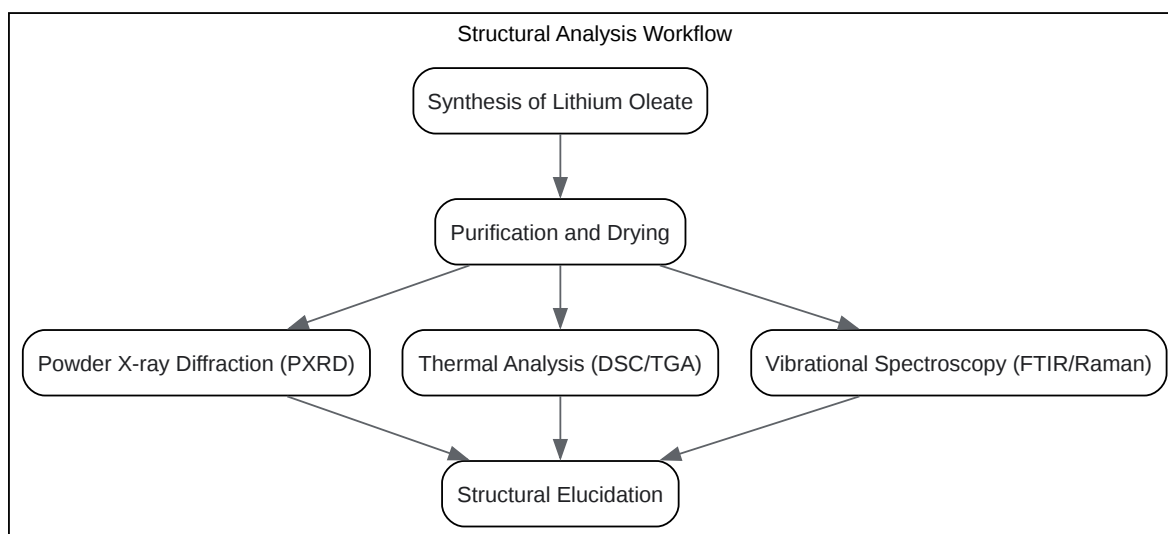 Structural Analysis Workflow
Synthesis of Lithium Oleate
Purification and Drying
Powder X-ray Diffraction (PXRD)
Thermal Analysis (DSC/TGA)
Vibrational Spectroscopy (FTIR/Raman)
Structural Elucidation